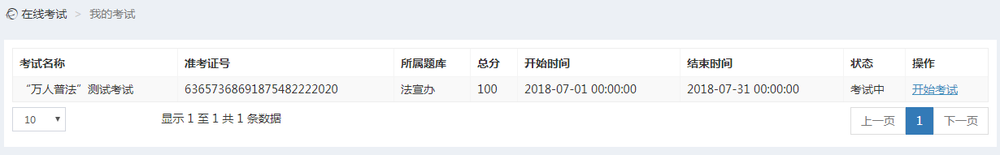 在线考试 > 我的考试
考试名称 准考证号 所属题库 总分 开始时间 结束时间 状态 操作
“万人普法”测试考试 63657368691875482222020 法宣办 100 2018-07-01 00:00:00 2018-07-31 00:00:00 考试中 开始考试
10 显示 1 至 1 共 1 条数据 上一页 1 下一页